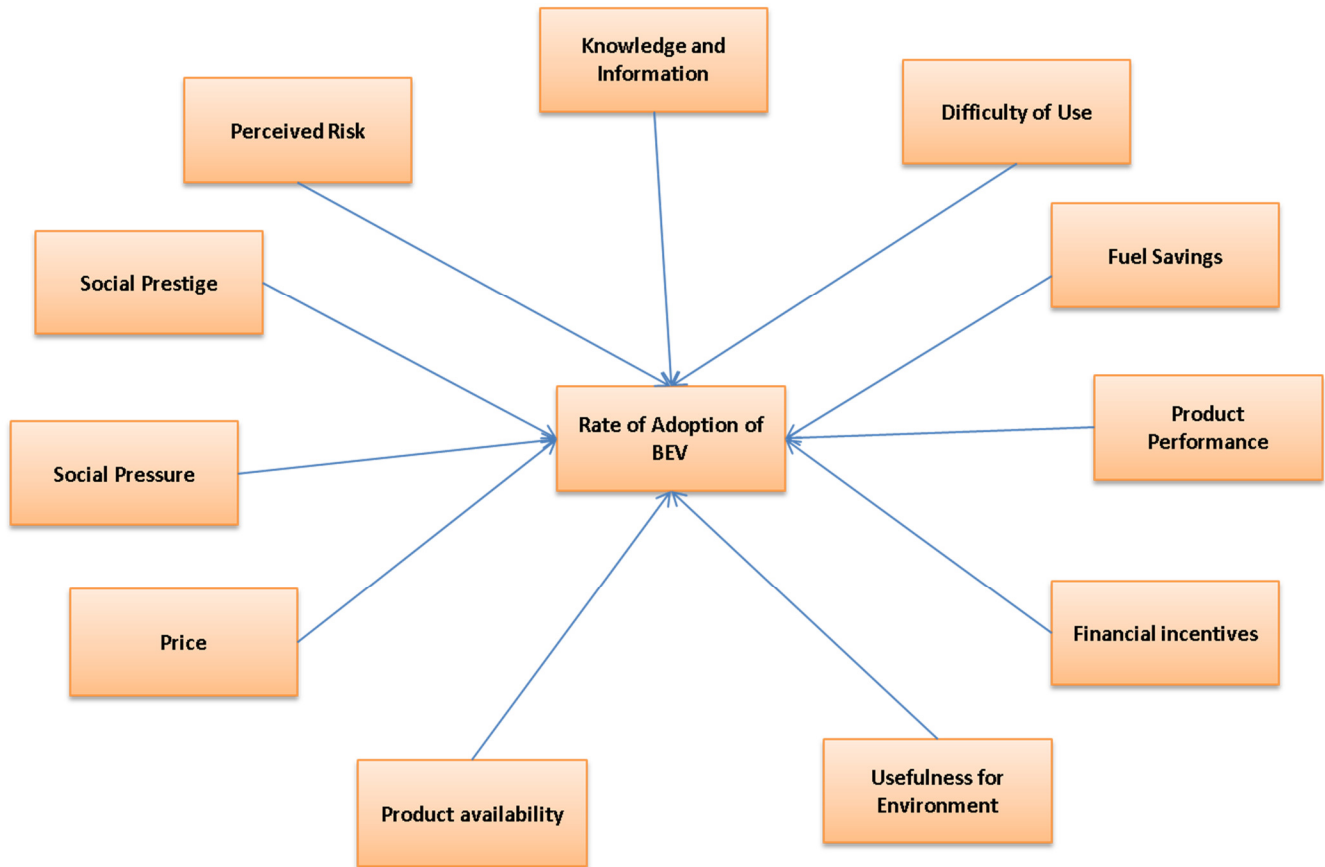 Knowledge and
Information
Difficulty of Use
Perceived Risk
Fuel Savings
Social Prestige
Rate of Adoption of
BEV
Product
Performance
Social Pressure
Price
Financial incentives
Usefulness for
Environment
Product availability